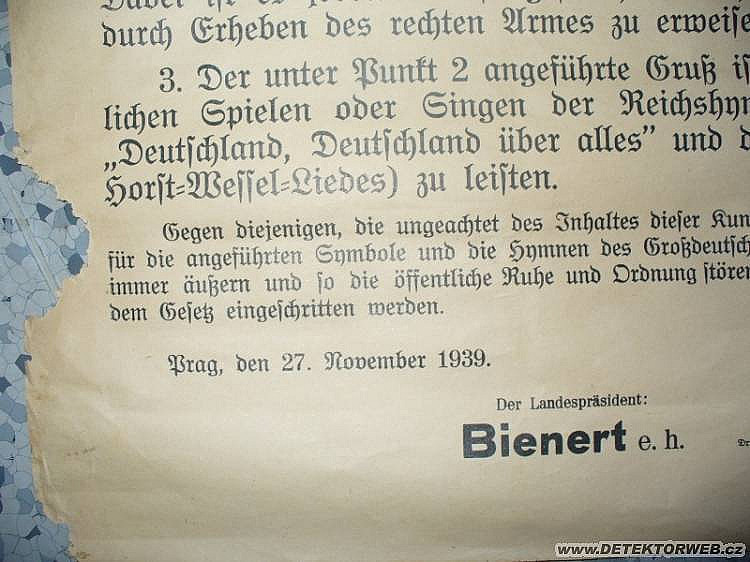 durch Erheben des rechten Armes zu erweise
3. Der unter Punkt 2 angeführte Gruß is
lichen Spielen oder Singen der Reichshym
„Deutschland, Deutschland über alles” und d
Horst-Wessel-Liedes) zu leisten.
Gegen diejenigen, die ungeachtet des Inhaltes dieser Kun
für die angeführten Symbole und die Hymnen des Großdeutsch
immer äußern und so die öffentliche Ruhe und Ordnung stören
dem Gesetz eingeschritten werden.
Prag, den 27. November 1939.
Der Landespräsident:
Bienert e. h.
Dr
www.DETEKTORWEB.cz